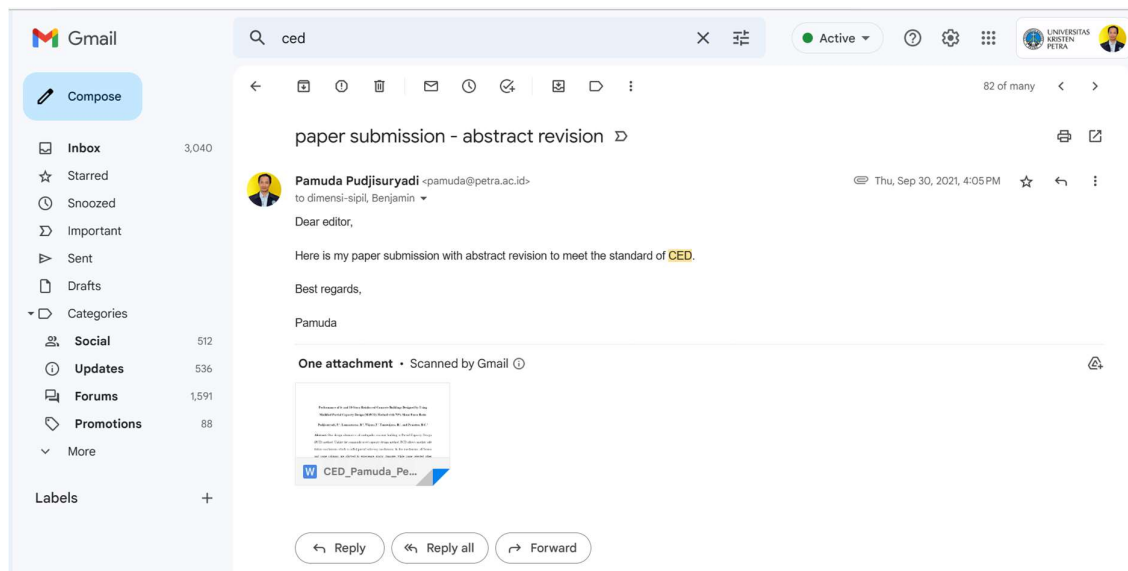 Gmail
ced
Active
UNIVERSITAS
KRISTEN
PETRA
Compose
82 of many
Inbox 3,040
Starred
Snoozed
Important
Sent
Drafts
Categories
Social 512
Updates 536
Forums 1,591
Promotions 88
More
Labels
paper submission - abstract revision
Pamuda Pudjisuryadi <pamuda@petra.ac.id>
Thu, Sep 30, 2021, 4:05 PM
to dimensi-sipil, Benjamin
Dear editor,
Here is my paper submission with abstract revision to meet the standard of CED.
Best regards,
Pamuda
One attachment • Scanned by Gmail
W CED_Pamuda_Pe...
Reply
Reply all
Forward